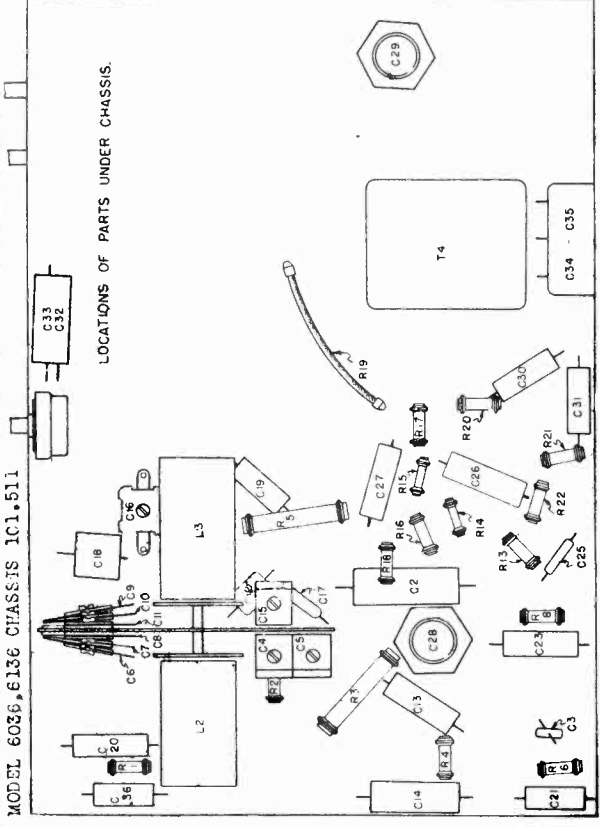 MODEL 6036,6136 CHASSIS 101.511
LOCATIONS OF PARTS UNDER CHASSIS.
C33
C32
C29
T4
C34 - C35
R19
C30
R20
C31
R21
R17
R15
C27
C26
R22
R16
R14
R13
C25
C16
C18
L3
C19
R5
C9
C10
C11
C8
C7
C6
C15
C17
R18
C2
C4
C5
R2
C28
R8
C23
L2
R3
C13
C20
R1
C36
R4
C14
C3
R6
C21